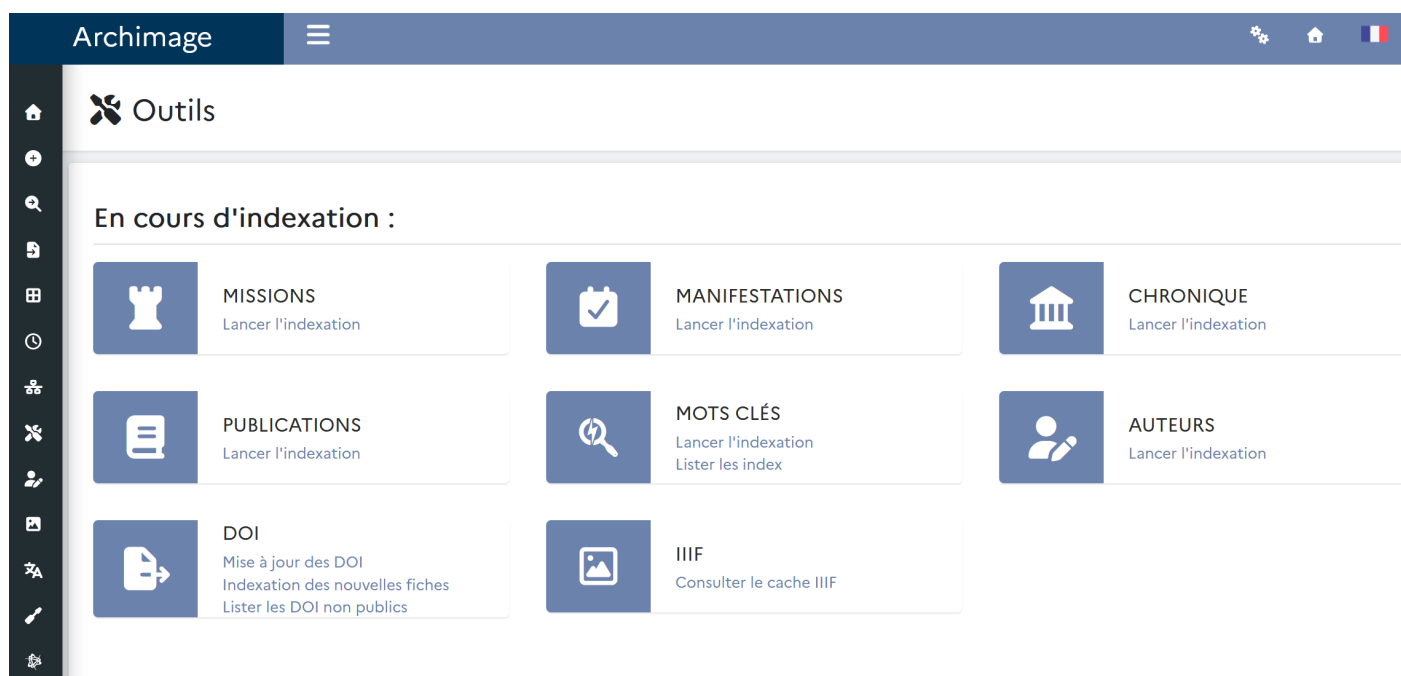 Archimage
Outils
En cours d'indexation :
MISSIONS
Lancer l'indexation
MANIFESTATIONS
Lancer l'indexation
CHRONIQUE
Lancer l'indexation
PUBLICATIONS
Lancer l'indexation
MOTS CLÉS
Lancer l'indexation
Lister les index
AUTEURS
Lancer l'indexation
DOI
Mise à jour des DOI
Indexation des nouvelles fiches
Lister les DOI non publics
IIIF
Consulter le cache IIIF